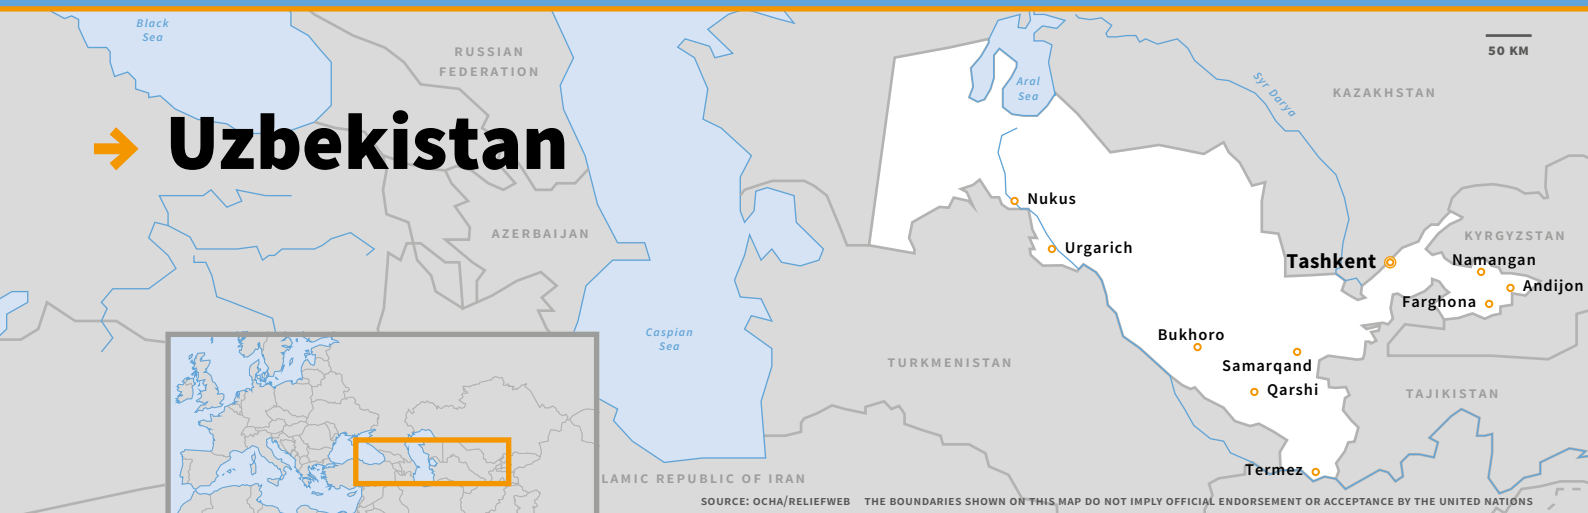 Black
Sea
RUSSIAN
FEDERATION
50 KM
Aral
Sea
Syr Darya
KAZAKHSTAN
Uzbekistan
Nukus
AZERBAIJAN
KYRGYZSTAN
Urgarich
Tashkent
Namangan
Andijon
Farghona
Caspian
Sea
Bukhoro
TURKMENISTAN
Samarqand
Qarshi
TAJIKISTAN
Termez
LAMIC REPUBLIC OF IRAN
SOURCE: OCHA/RELIEFWEB THE BOUNDARIES SHOWN ON THIS MAP DO NOT IMPLY OFFICIAL ENDORSEMENT OR ACCEPTANCE BY THE UNITED NATIONS